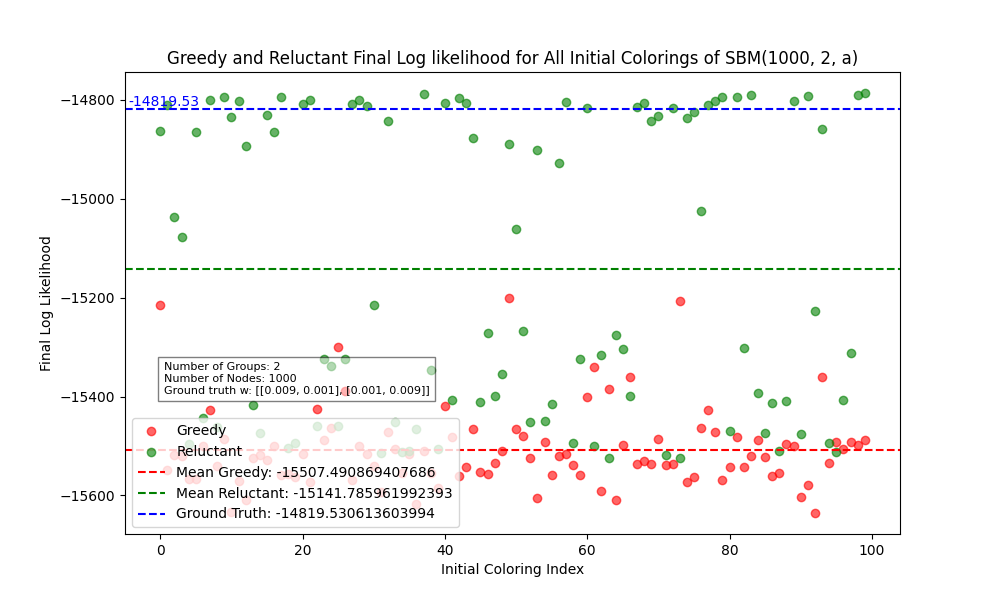 Greedy and Reluctant Final Log likelihood for All Initial Colorings of SBM(1000, 2, a)
−14800
−15000
−15200
−15400
−15600
Final Log Likelihood
-14819.53
Number of Groups: 2
Number of Nodes: 1000
Ground truth w: [[0.009, 0.001], [0.001, 0.009]]
Greedy
Reluctant
Mean Greedy: -15507.490869407686
Mean Reluctant: -15141.785961992393
Ground Truth: -14819.530613603994
0 20 40 60 80 100
Initial Coloring Index